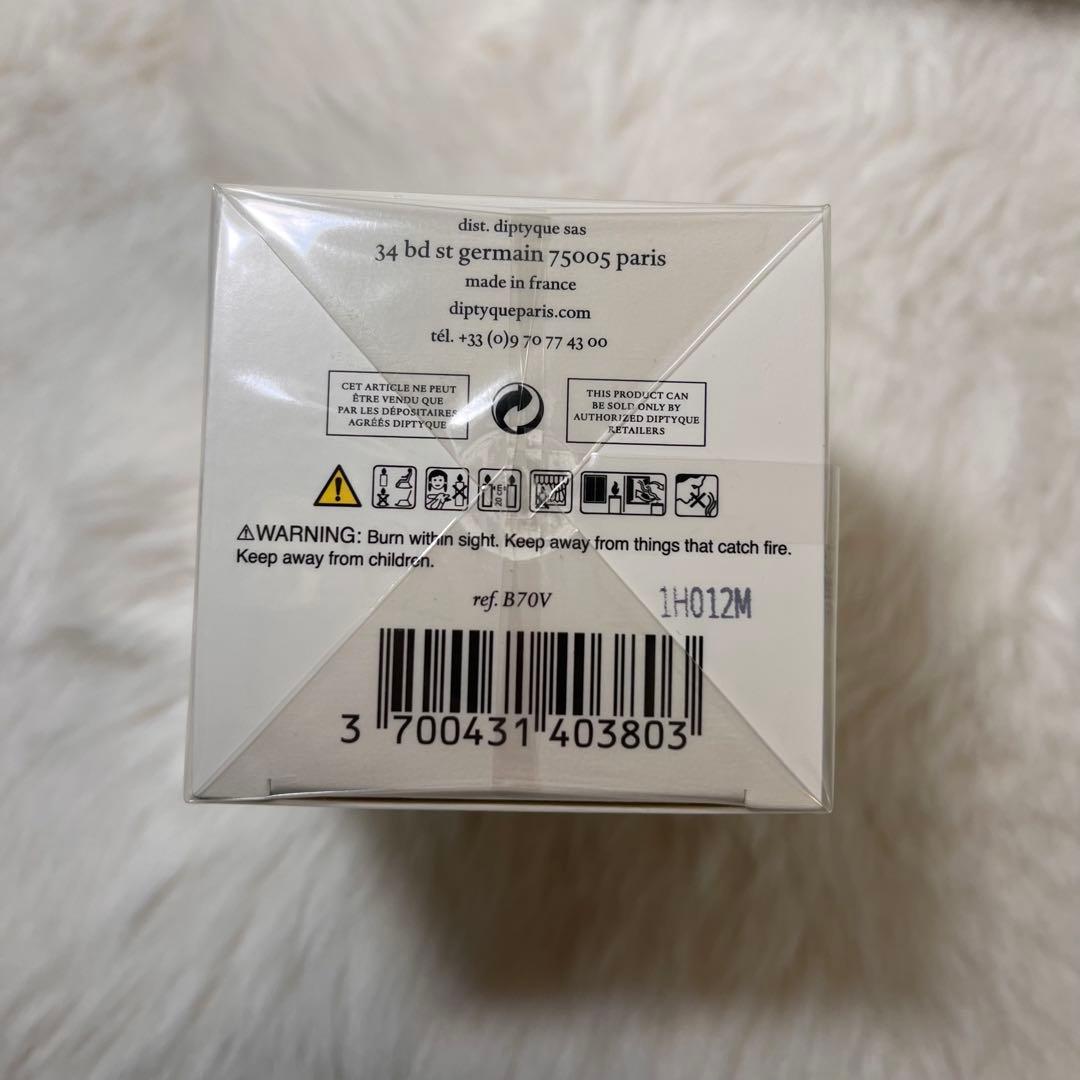 dist. diptyque sas
34 bd st germain 75005 paris
made in france
diptyqueparis.com
tél. +33 (0)9 70 77 43 00
CET ARTICLE NE PEUT
ÊTRE VENDU QUE
PAR LES DÉPOSITAIRES
AGRÉÉS DIPTYQUE
THIS PRODUCT CAN
BE SOLD ONLY BY
AUTHORIZED DIPTYQUE
RETAILERS
⚠WARNING: Burn within sight. Keep away from things that catch fire.
Keep away from children.
ref. B70V
1H012M
3 700431 403803